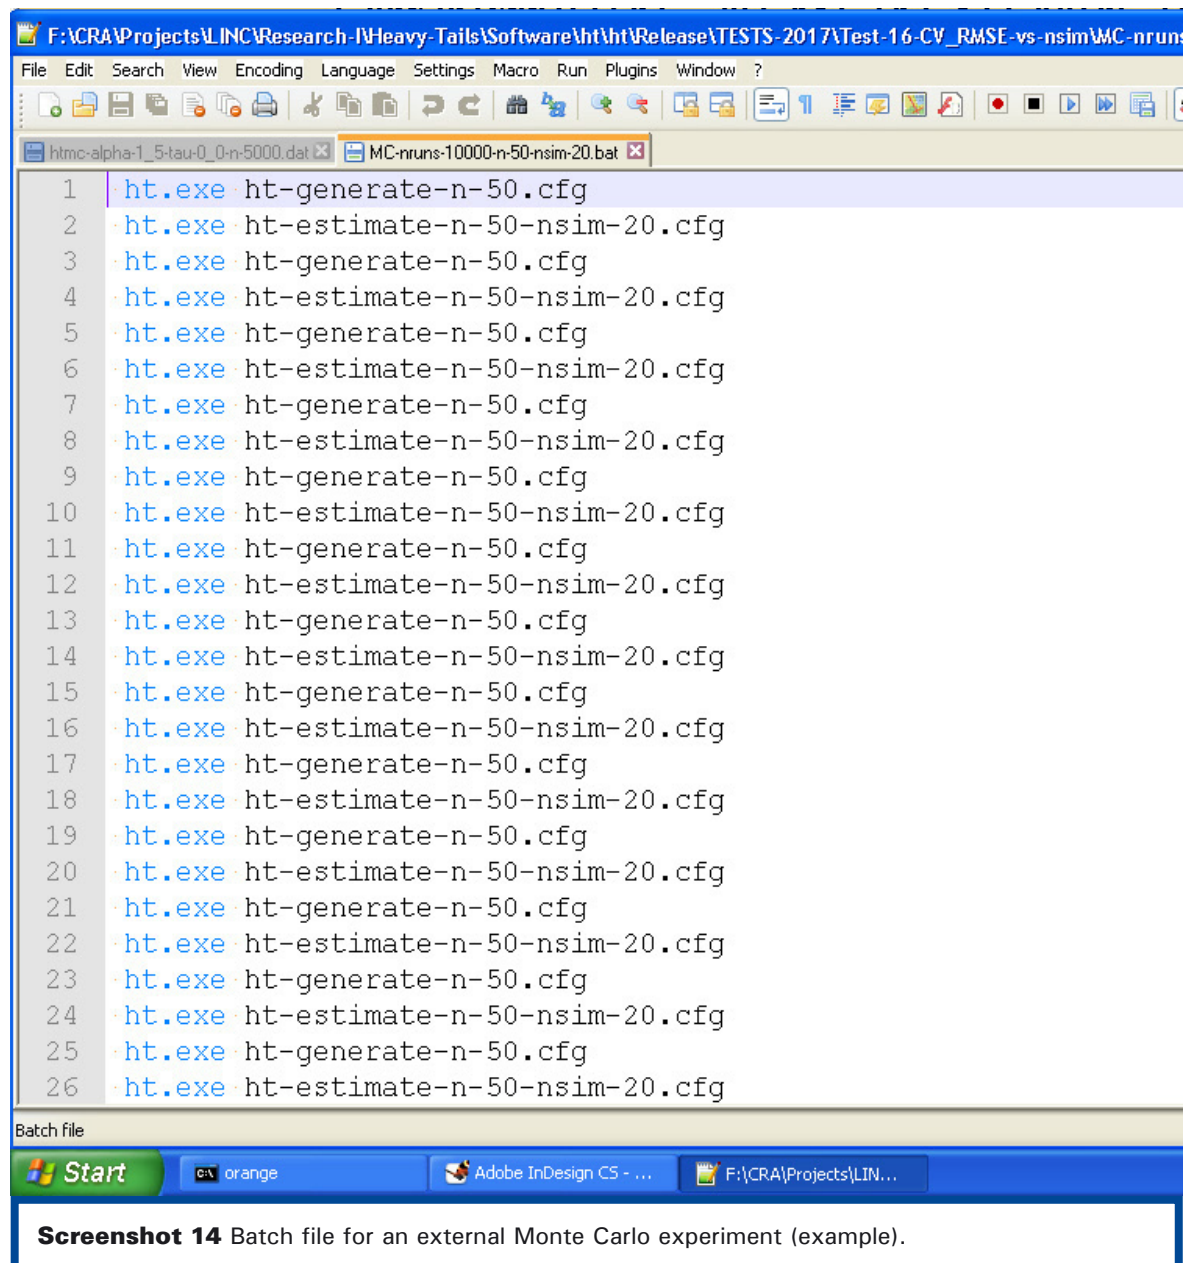 F:\CRA\Projects\LINC\Research-I\Heavy-Tails\Software\ht\ht\Release\TESTS-2017\Test-16-CV_RMSE-vs-nsim\MC-nruns
File Edit Search View Encoding Language Settings Macro Run Plugins Window ?
htmc-alpha-1_5-tau-0_0-n-5000.dat MC-nruns-10000-n-50-nsim-20.bat
1 ht.exe ht-generate-n-50.cfg
2 ht.exe ht-estimate-n-50-nsim-20.cfg
3 ht.exe ht-generate-n-50.cfg
4 ht.exe ht-estimate-n-50-nsim-20.cfg
5 ht.exe ht-generate-n-50.cfg
6 ht.exe ht-estimate-n-50-nsim-20.cfg
7 ht.exe ht-generate-n-50.cfg
8 ht.exe ht-estimate-n-50-nsim-20.cfg
9 ht.exe ht-generate-n-50.cfg
10 ht.exe ht-estimate-n-50-nsim-20.cfg
11 ht.exe ht-generate-n-50.cfg
12 ht.exe ht-estimate-n-50-nsim-20.cfg
13 ht.exe ht-generate-n-50.cfg
14 ht.exe ht-estimate-n-50-nsim-20.cfg
15 ht.exe ht-generate-n-50.cfg
16 ht.exe ht-estimate-n-50-nsim-20.cfg
17 ht.exe ht-generate-n-50.cfg
18 ht.exe ht-estimate-n-50-nsim-20.cfg
19 ht.exe ht-generate-n-50.cfg
20 ht.exe ht-estimate-n-50-nsim-20.cfg
21 ht.exe ht-generate-n-50.cfg
22 ht.exe ht-estimate-n-50-nsim-20.cfg
23 ht.exe ht-generate-n-50.cfg
24 ht.exe ht-estimate-n-50-nsim-20.cfg
25 ht.exe ht-generate-n-50.cfg
26 ht.exe ht-estimate-n-50-nsim-20.cfg
Batch file
Start orange Adobe InDesign CS - ... F:\CRA\Projects\LIN...
Screenshot 14 Batch file for an external Monte Carlo experiment (example).